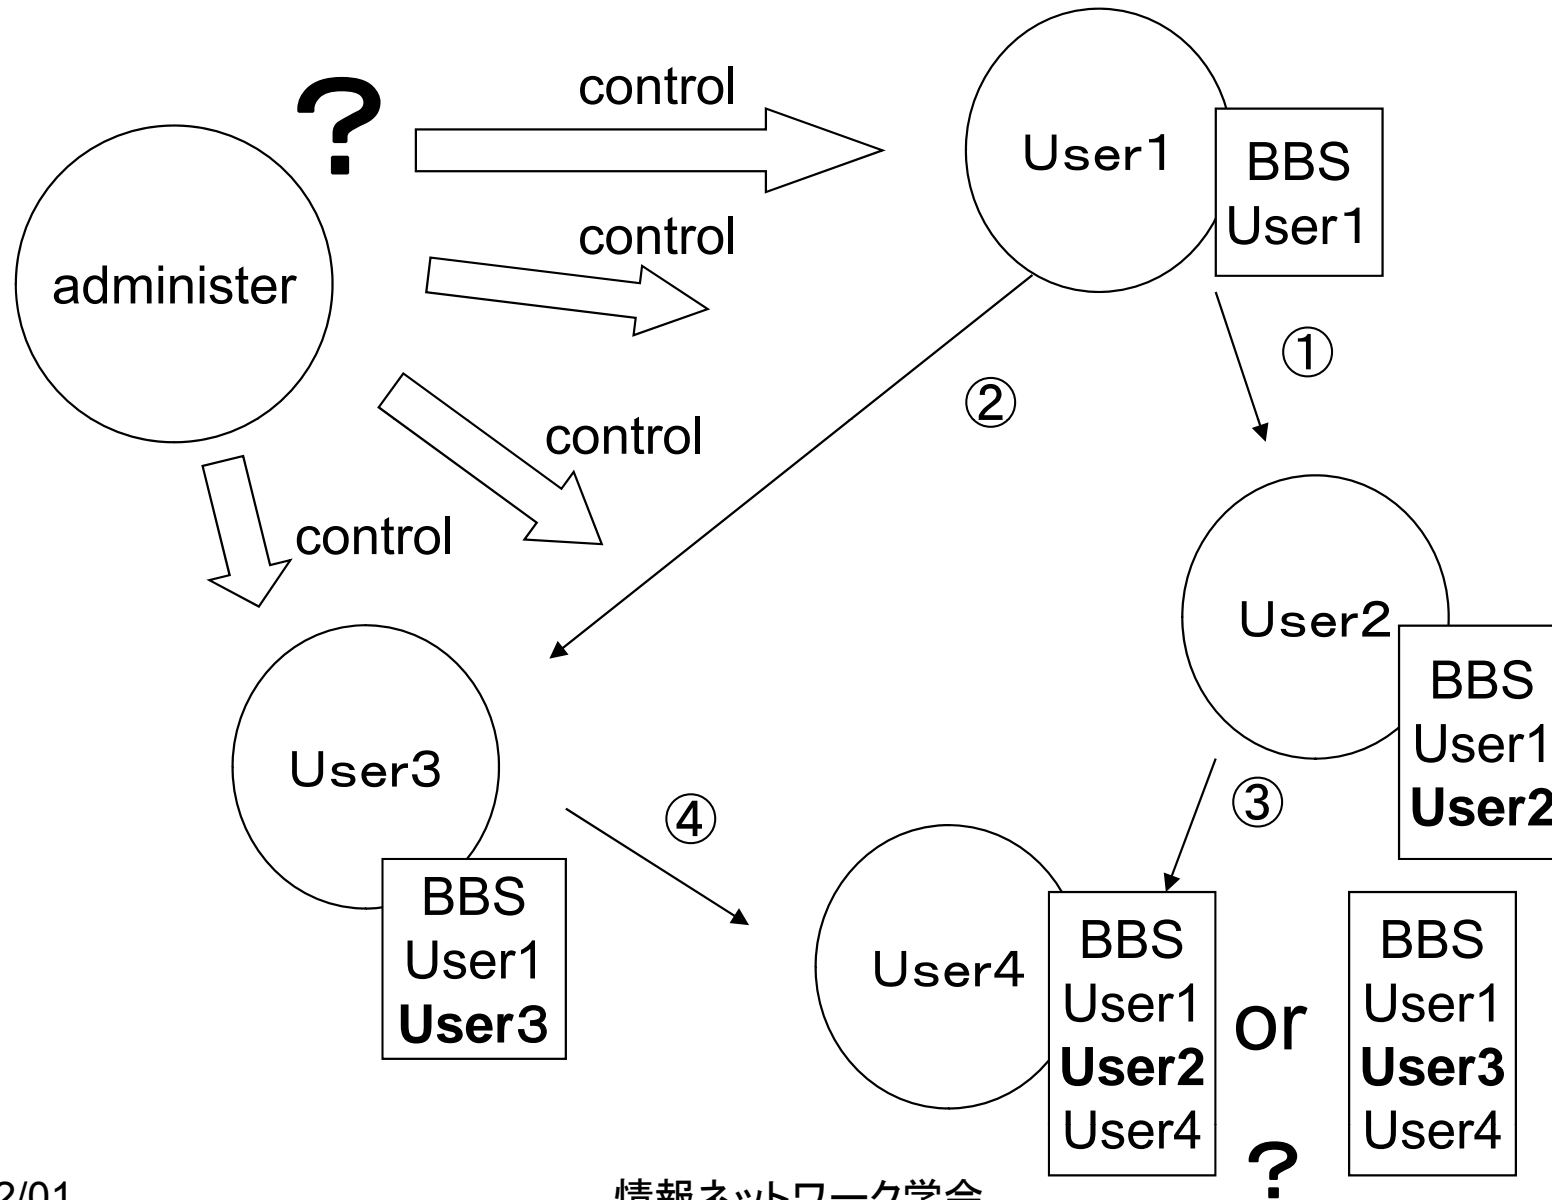 ?
control
User1
BBS
User1
control
administer
①
②
control
control
User2
BBS
User1
User2
User3
③
④
BBS
User1
User3
User4
BBS
User1
User2
User4
or
?
BBS
User1
User3
User4
2/01
情報ネットワーク学会